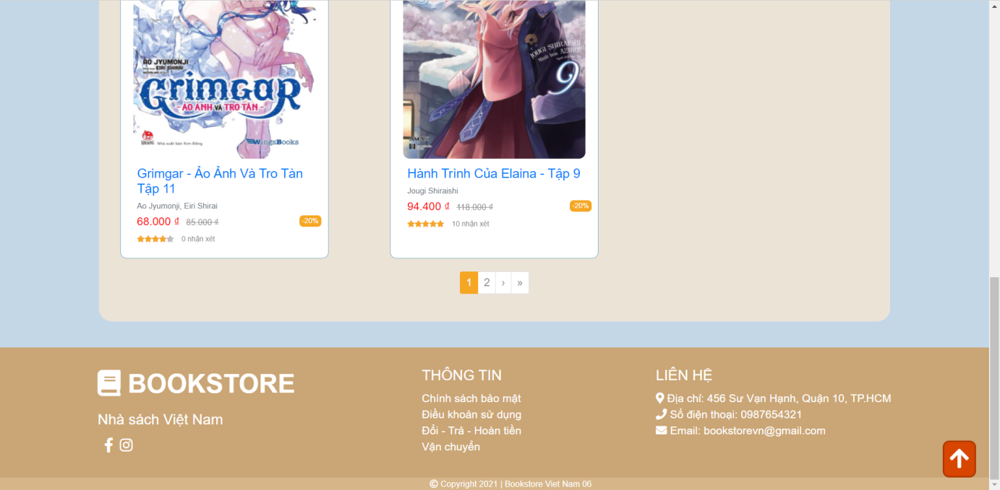 AO JYUMONJI
EIRI SHIRAI
GRIMGAR
- ẢO ẢNH VÀ TRO TÀN -
Nhà xuất bản Kim Đồng
WingsBooks
JOUGI SHIRAISHI
Minh họa: AZURE
9
Grimgar - Ảo Ảnh Và Tro Tàn
Tập 11
Ao Jyumonji, Eiri Shirai
68.000 ₫ 85.000 ₫ -20%
0 nhận xét
Hành Trình Của Elaina - Tập 9
Jougi Shiraishi
94.400 ₫ 118.000 ₫ -20%
10 nhận xét
1 2 › »
BOOKSTORE
Nhà sách Việt Nam
THÔNG TIN
Chính sách bảo mật
Điều khoản sử dụng
Đổi - Trả - Hoàn tiền
Vận chuyển
LIÊN HỆ
Địa chỉ: 456 Sư Vạn Hạnh, Quận 10, TP.HCM
Số điện thoại: 0987654321
Email: bookstorevn@gmail.com
© Copyright 2021 | Bookstore Viet Nam 06